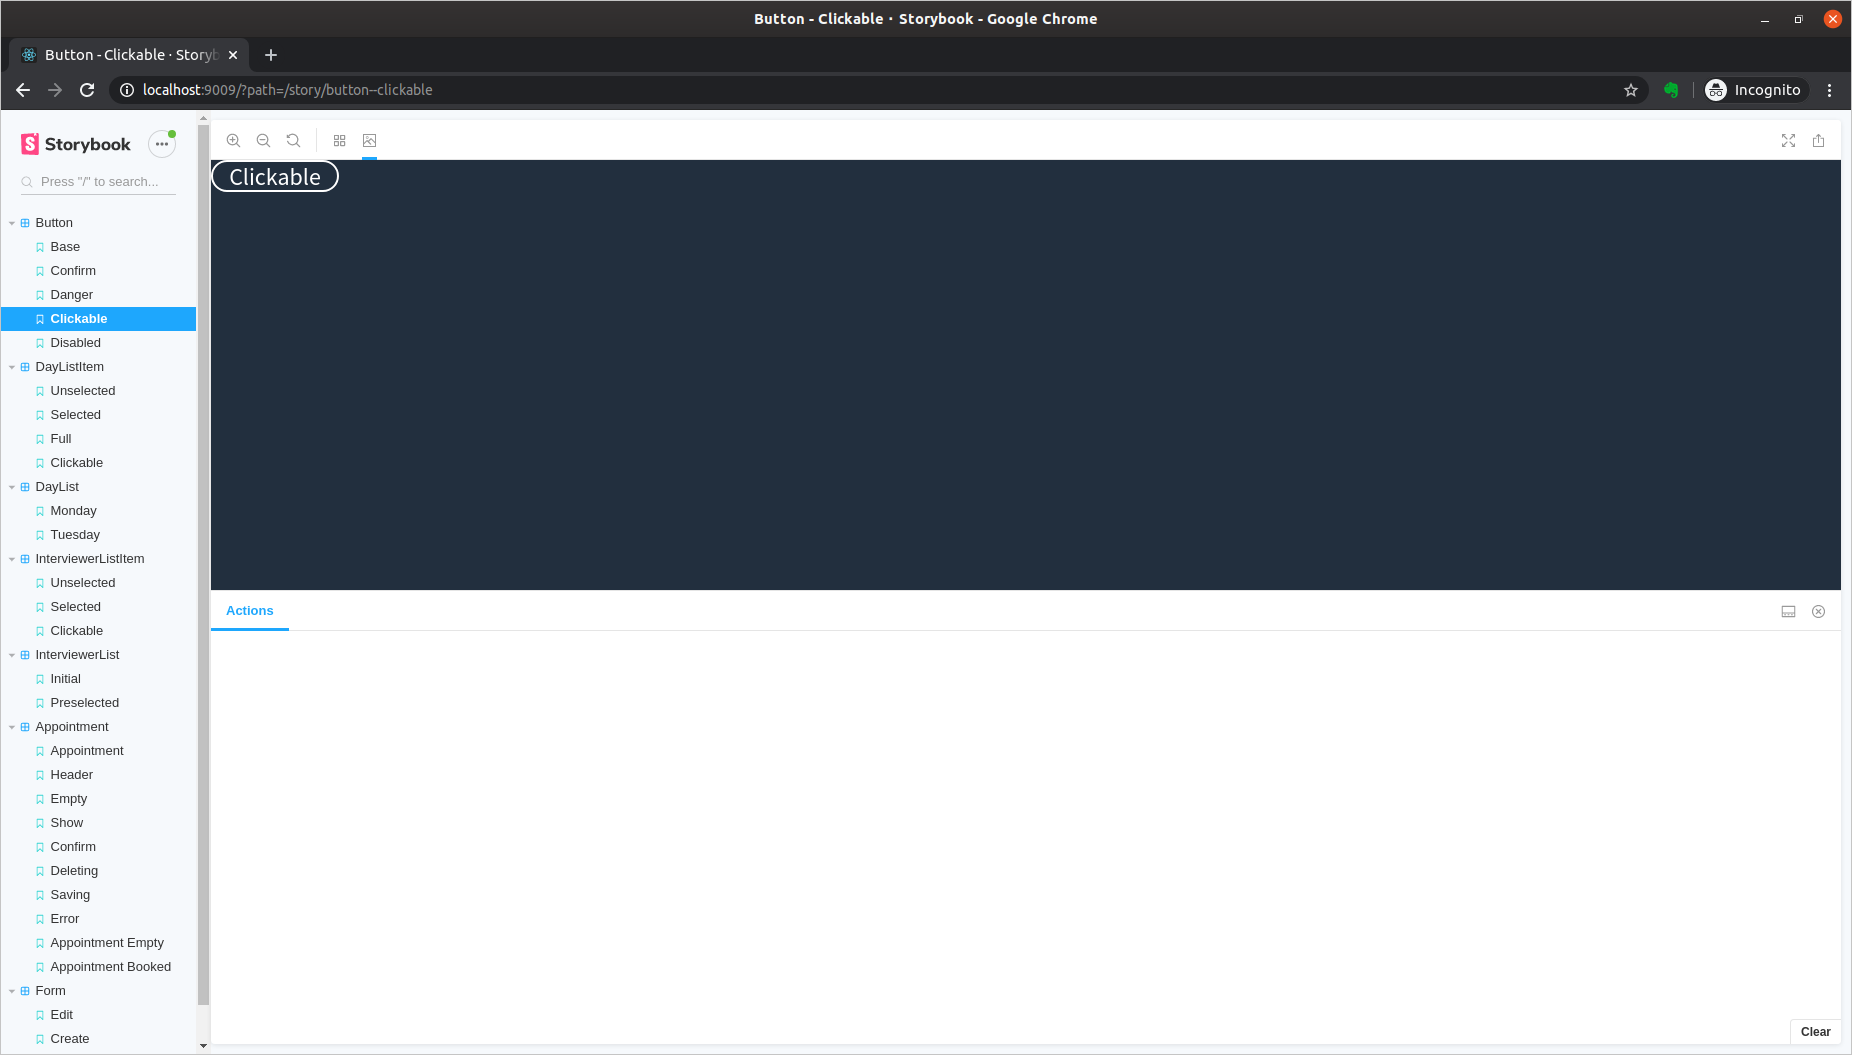 Button - Clickable · Storybook - Google Chrome
Button - Clickable · Storyb
localhost:9009/?path=/story/button--clickable
Incognito
Storybook
Press "/" to search...
Button
Base
Confirm
Danger
Clickable
Disabled
DayListItem
Unselected
Selected
Full
Clickable
DayList
Monday
Tuesday
InterviewerListItem
Unselected
Selected
Clickable
InterviewerList
Initial
Preselected
Appointment
Appointment
Header
Empty
Show
Confirm
Deleting
Saving
Error
Appointment Empty
Appointment Booked
Form
Edit
Create
Clickable
Actions
Clear